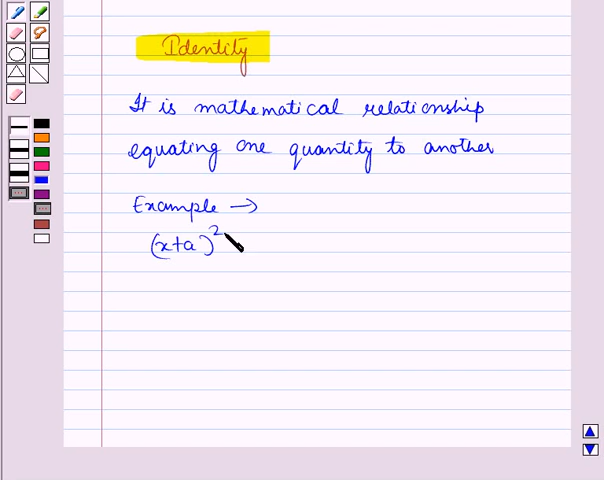 Identity
It is mathematical relationship
equating one quantity to another
Example →
(x+a)²